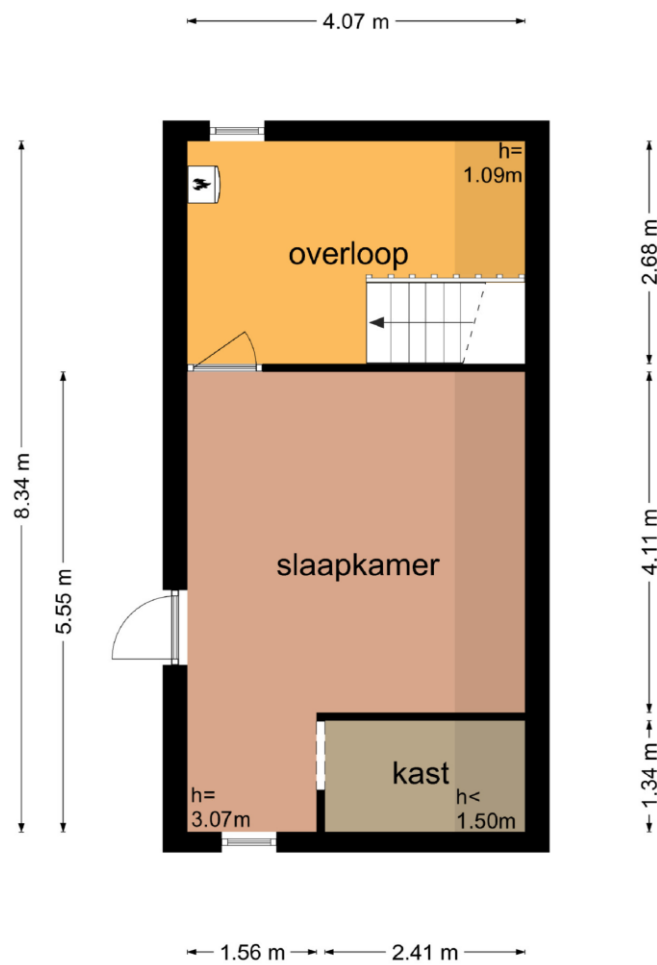 4.07 m
h=
1.09m
overloop
2.68 m
8.34 m
5.55 m
slaapkamer
4.11 m
kast
h=
3.07m
h<
1.50m
1.34 m
1.56 m
2.41 m